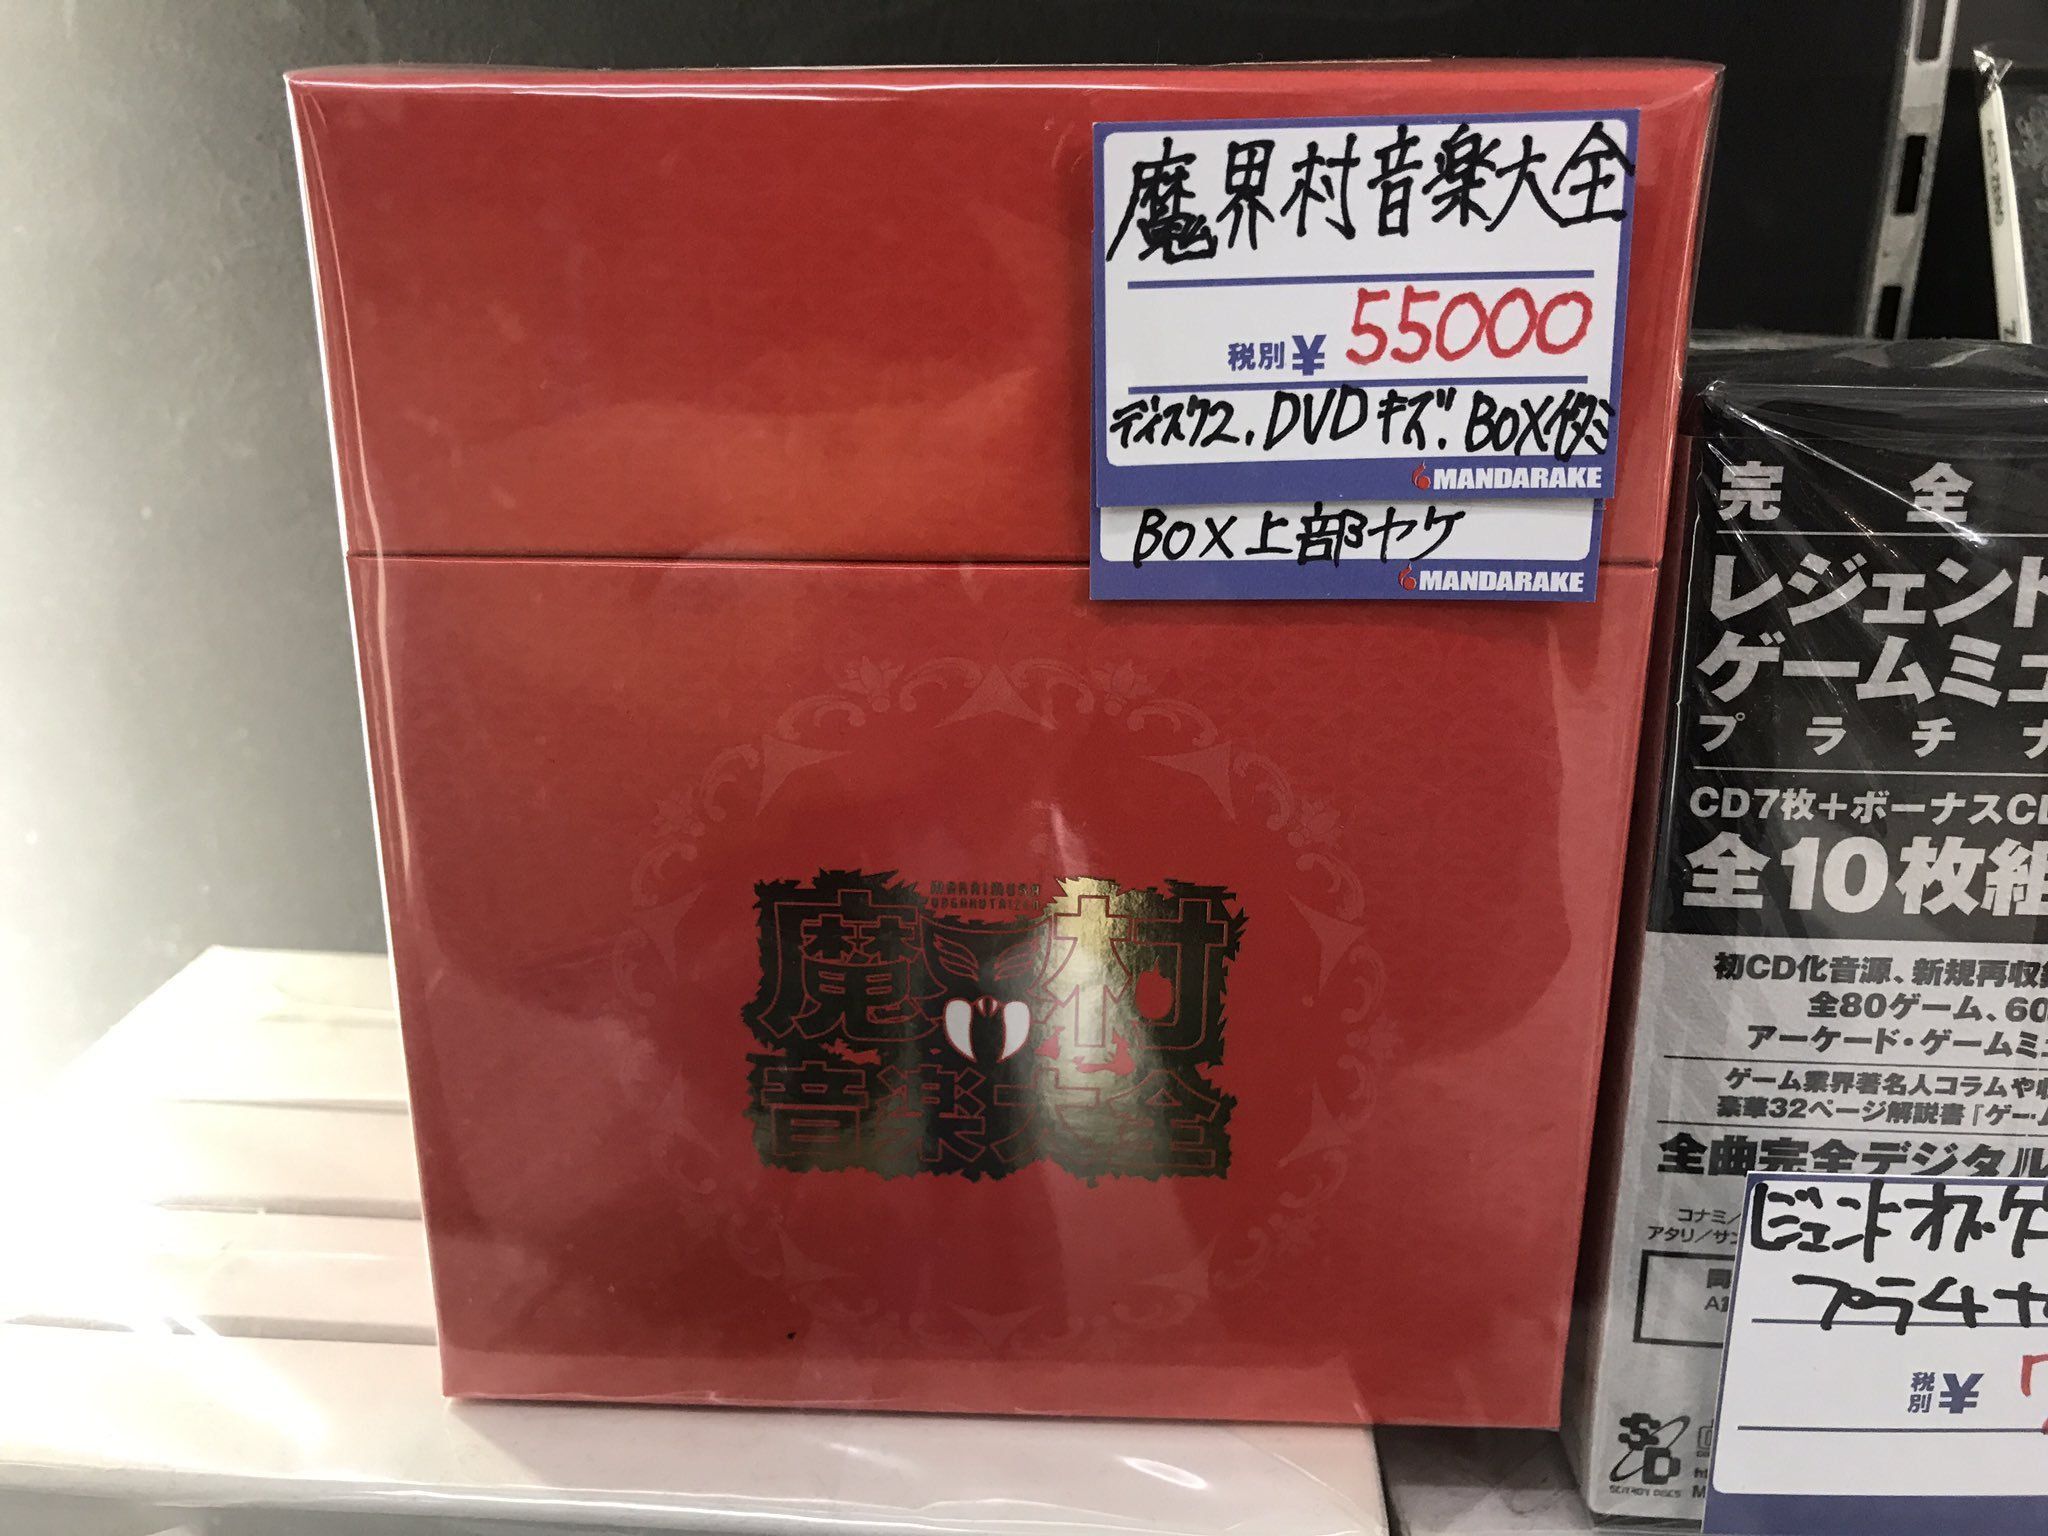 魔界村音楽大全
税別¥ 55000
ディスク2、DVDキズ、BOXイタミ
MANDARAKE
BOX上部ヤケ
MANDARAKE
魔界村
音楽大全
完 全
レジェンド
ゲームミュ
プラチナ
CD7枚+ボーナスCD
全10枚組
初CD化音源、新規再収録
全80ゲーム、60
アーケード・ゲームミュ
ゲーム業界著名人コラムや収
豪華32ページ解説書「ゲーム
全曲完全デジタル
コナミ/
アタリ/サン
税別¥